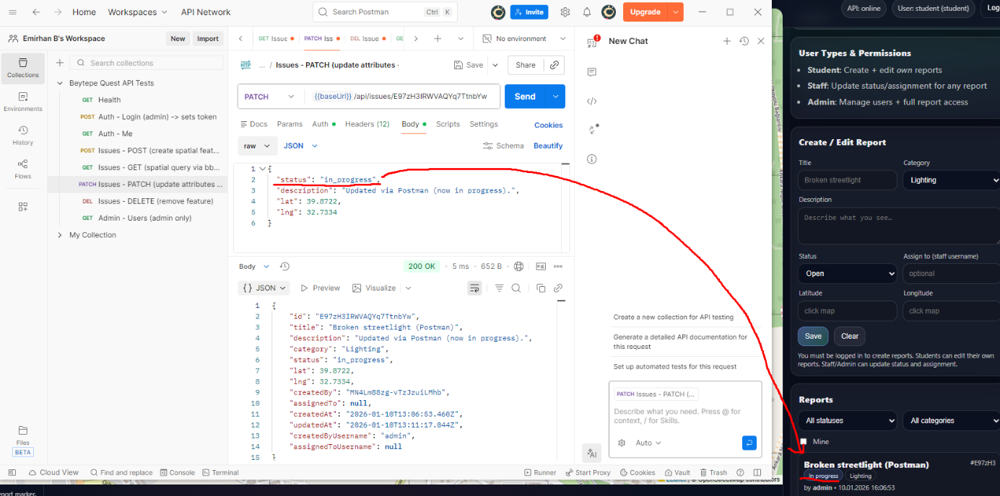 Home
Workspaces
API Network
Search Postman
Ctrl
K
Invite
Upgrade
API: online
User: student (student)
Emirhan B's Workspace
New
Import
GET
PATCH Iss
DEL Issue
No environment
New Chat
Collections
Environments
History
Flows
Files
BETA
Search collections
Beytepe Quest API Tests
GET Health
POST Auth - Login (admin) -> sets token
GET Auth - Me
POST Issues - POST (create spatial feat...
GET Issues - GET (spatial query via bb...
PATCH Issues - PATCH (update attributes ...
DEL Issues - DELETE (remove feature)
GET Admin - Users (admin only)
My Collection
HTTP
... / Issues - PATCH (update attributes ·
Save
Share
PATCH
{{baseUrl}} /api/issues/E97zH3IRWVAQYq7TtnbYw
Send
Docs
Params
Auth
Headers (12)
Body
Scripts
Settings
Cookies
raw
JSON
Schema
Beautify
1 {
2 "status": "in_progress",
3 "description": "Updated via Postman (now in progress).",
4 "lat": 39.8722,
5 "lng": 32.7334
6 }
Body
200 OK
5 ms
652 B
{ } JSON
Preview
Visualize
1 {
2 "id": "E97zH3IRWVAQYq7TtnbYw",
3 "title": "Broken streetlight (Postman)",
4 "description": "Updated via Postman (now in progress).",
5 "category": "Lighting",
6 "status": "in_progress",
7 "lat": 39.8722,
8 "lng": 32.7334,
9 "createdBy": "MN4Lm88zg-vTzJzuiLMhb",
10 "assignedTo": null,
11 "createdAt": "2026-01-10T13:06:53.460Z",
12 "updatedAt": "2026-01-10T13:11:17.044Z",
13 "createdByUsername": "admin",
14 "assignedToUsername": null
15 }
Create a new collection for API testing
Generate a detailed API documentation for
this request
Set up automated tests for this request
PATCH Issues - PATCH (...
Describe what you need. Press @ for
context, / for Skills.
Auto
AI
Cloud View
Find and replace
Console
Terminal
Runner
Start Proxy
Cookies
Vault
Trash
User Types & Permissions
• Student: Create + edit own reports
• Staff: Update status/assignment for any report
• Admin: Manage users + full report access
Create / Edit Report
Title
Category
Broken streetlight
Lighting
Description
Describe what you see…
Status
Assign to (staff username)
Open
optional
Latitude
Longitude
click map
click map
Save
Clear
You must be logged in to create reports. Students can edit their own
reports. Staff/Admin can update status and assignment.
Reports
All statuses
All categories
Mine
Broken streetlight (Postman)
#E97zH3
In progress
Lighting
by admin • 10.01.2026 16:06:53